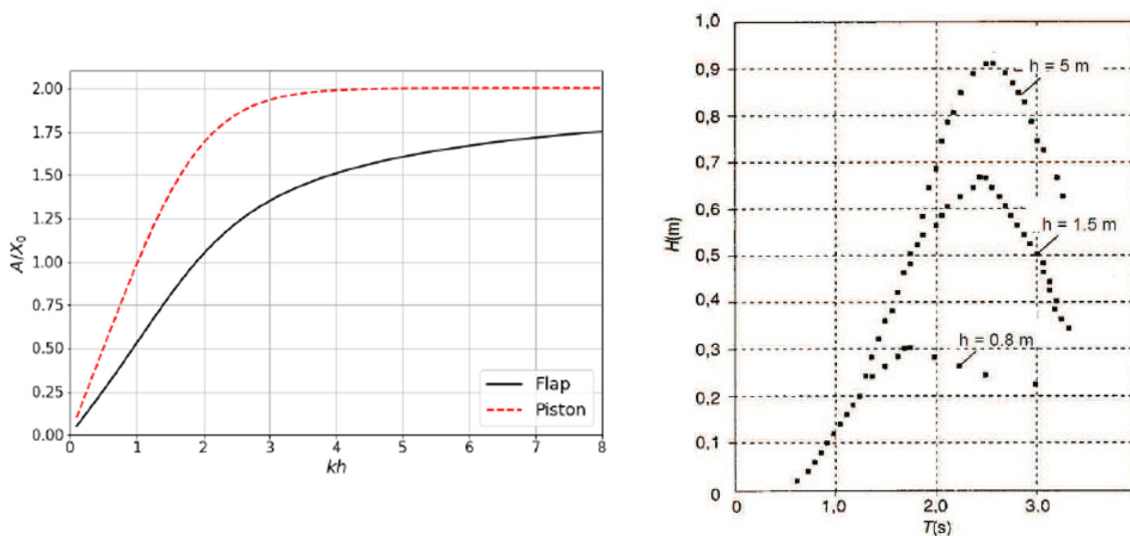 2.00
1.75
1.50
1.25
1.00
0.75
0.50
0.25
0.00
A/X0
0 1 2 3 4 5 6 7 8
kh
Flap
Piston
1,0
0,9
0,8
0,7
0,6
0,5
0,4
0,3
0,2
0,1
0
H(m)
h = 5 m
h = 1.5 m
h = 0.8 m
0 1,0 2,0 3.0
T(s)